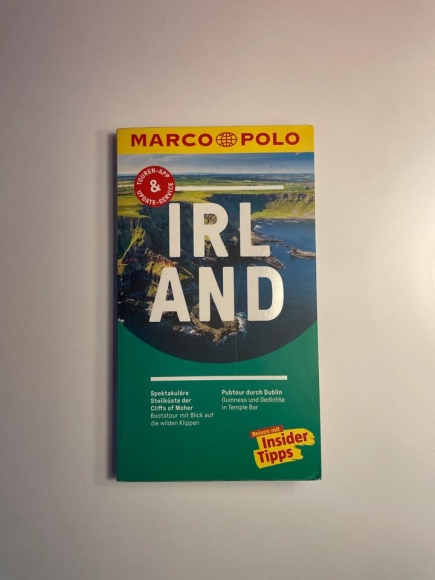 MARCO POLO
TOUREN-APP
&
UPDATE-SERVICE
IRL
AND
Spektakuläre
Steilküste der
Cliffs of Moher
Bootstour mit Blick auf
die wilden Klippen
Pubtour durch Dublin
Guinness und Gedichte
in Temple Bar
Reisen mit
Insider
Tipps